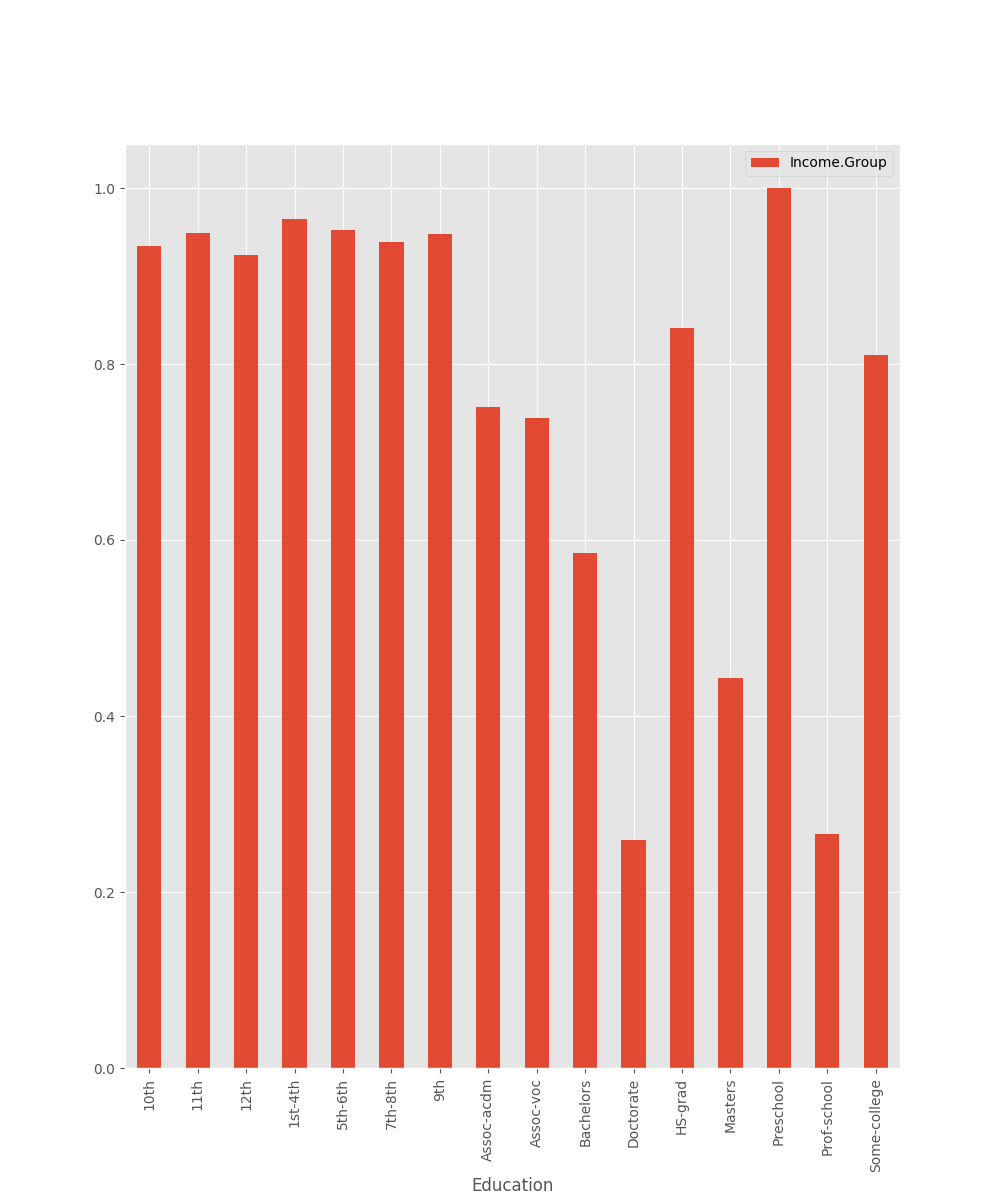 Income.Group
1.0
0.8
0.6
0.4
0.2
0.0
10th
11th
12th
1st-4th
5th-6th
7th-8th
9th
Assoc-acdm
Assoc-voc
Bachelors
Doctorate
HS-grad
Masters
Preschool
Prof-school
Some-college
Education